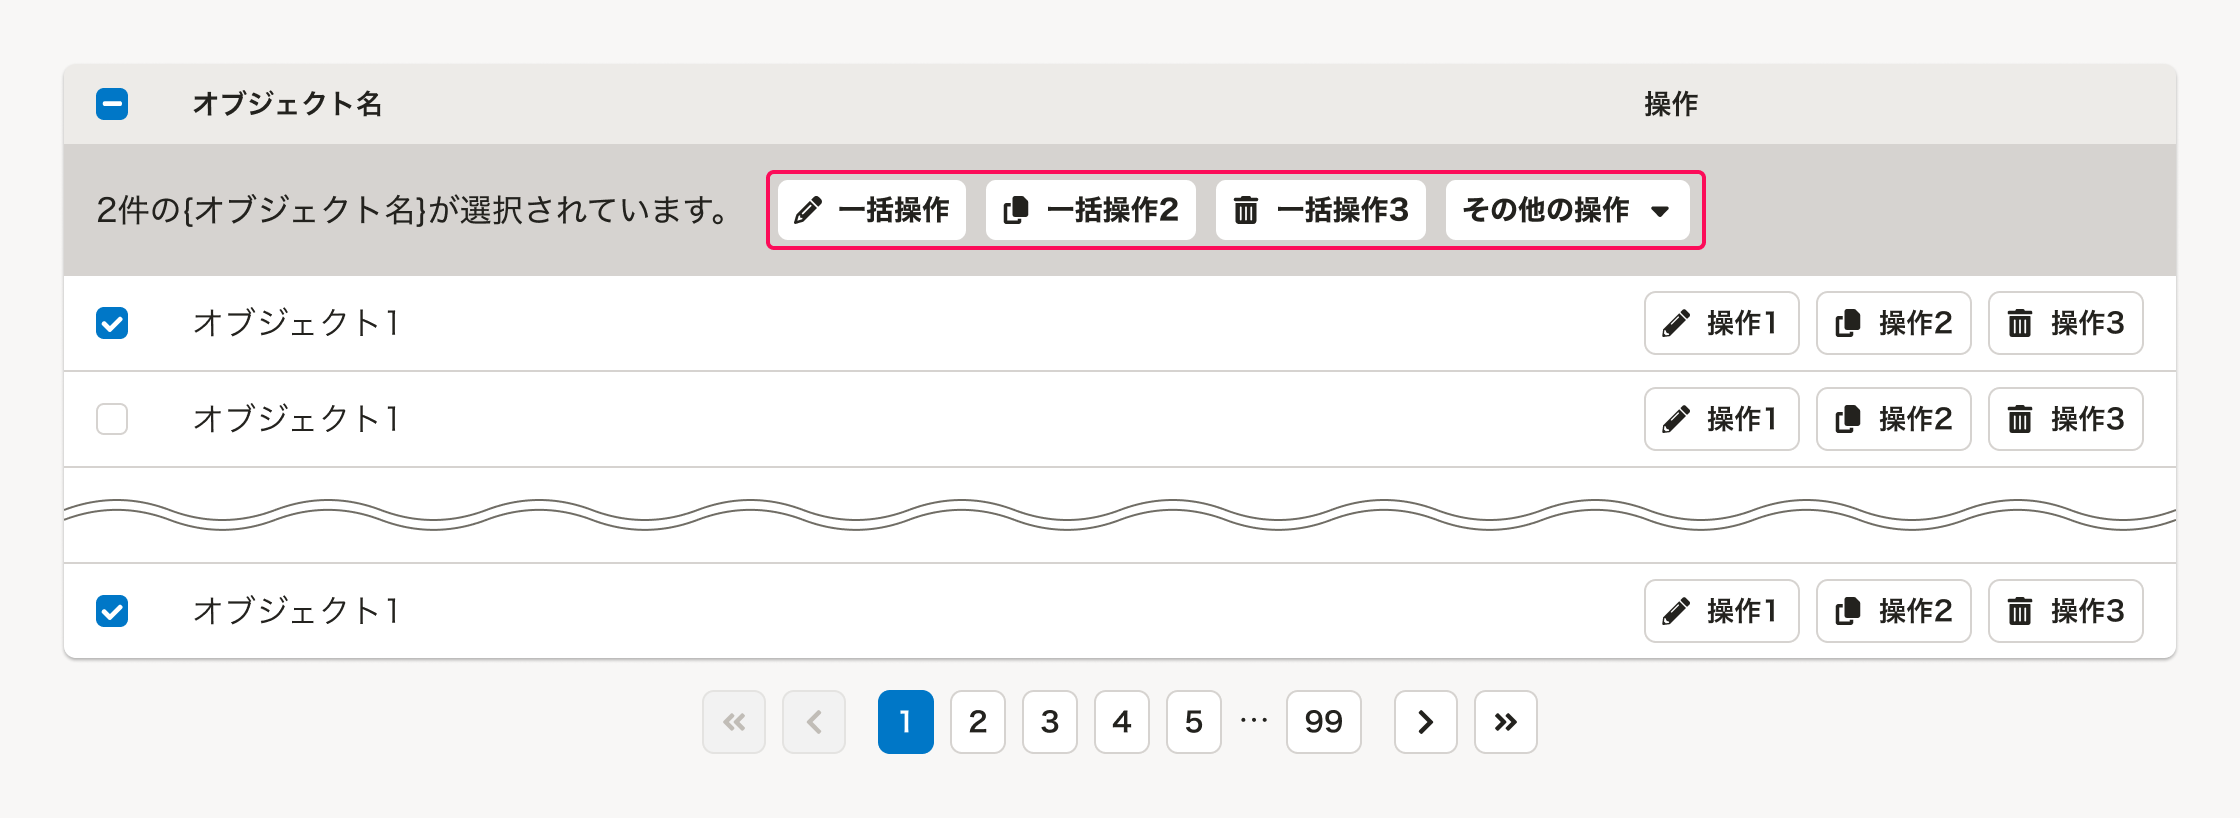 オブジェクト名 操作
2件の{オブジェクト名}が選択されています。 一括操作 一括操作2 一括操作3 その他の操作
オブジェクト1 操作1 操作2 操作3
オブジェクト1 操作1 操作2 操作3
オブジェクト1 操作1 操作2 操作3
1 2 3 4 5 … 99